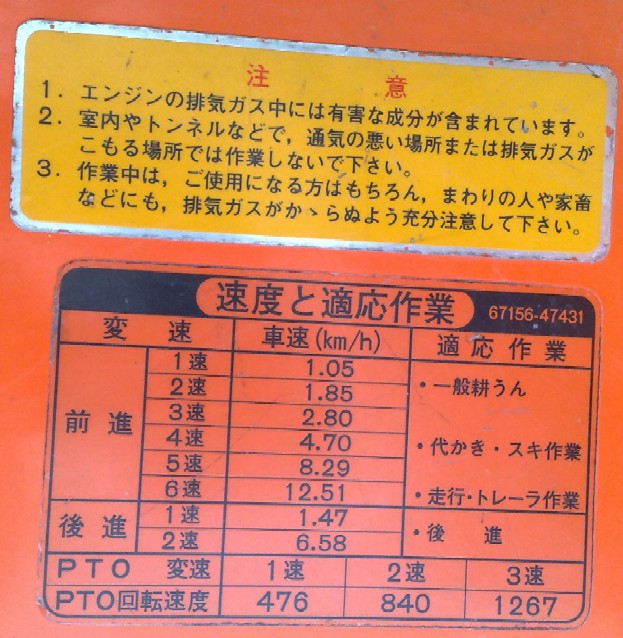 注 意
1. エンジンの排気ガス中には有害な成分が含まれています。
2. 室内やトンネルなどで,通気の悪い場所または排気ガスが
こもる場所では作業しないで下さい。
3. 作業中は,ご使用になる方はもちろん,まわりの人や家畜
などにも,排気ガスがかゝらぬよう充分注意して下さい。
速度と適応作業 67156-47431
変 速 車速(km/h) 適応作業
前進 1速 1.05 ・一般耕うん
2速 1.85
3速 2.80
4速 4.70 ・代かき・スキ作業
5速 8.29
6速 12.51 ・走行・トレーラ作業
後進 1速 1.47 ・後 進
2速 6.58
PTO 変速 1速 2速 3速
PTO回転速度 476 840 1267